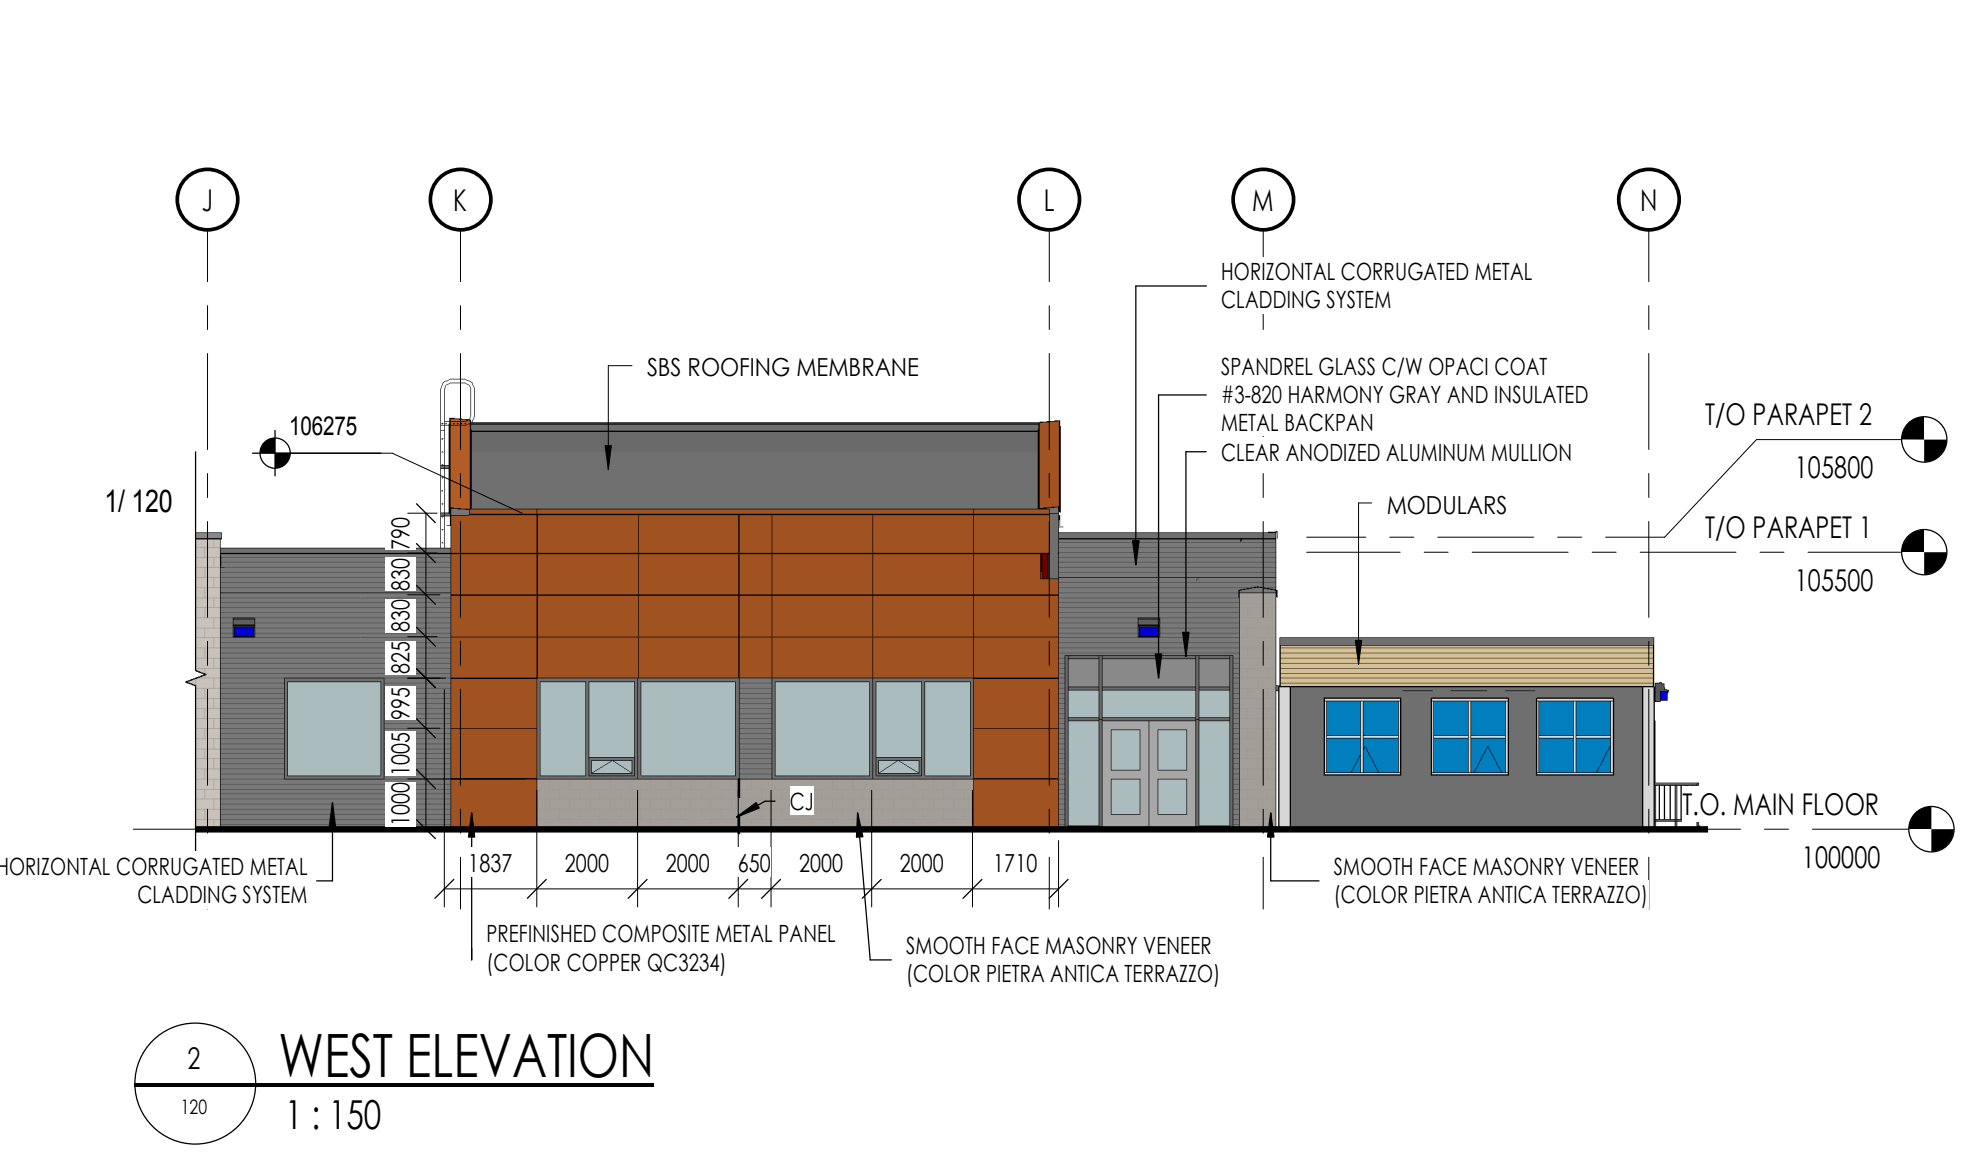 J
K
L
M
N
HORIZONTAL CORRUGATED METAL
CLADDING SYSTEM
SBS ROOFING MEMBRANE
SPANDREL GLASS C/W OPACI COAT
#3-820 HARMONY GRAY AND INSULATED
METAL BACKPAN
CLEAR ANODIZED ALUMINUM MULLION
106275
T/O PARAPET 2
105800
1/ 120
MODULARS
T/O PARAPET 1
105500
790
830
830
825
995
1005
1000
CJ
T.O. MAIN FLOOR
100000
HORIZONTAL CORRUGATED METAL
CLADDING SYSTEM
1837
2000
2000
650
2000
2000
1710
SMOOTH FACE MASONRY VENEER
(COLOR PIETRA ANTICA TERRAZZO)
PREFINISHED COMPOSITE METAL PANEL
(COLOR COPPER QC3234)
SMOOTH FACE MASONRY VENEER
(COLOR PIETRA ANTICA TERRAZZO)
2
120
WEST ELEVATION
1 : 150